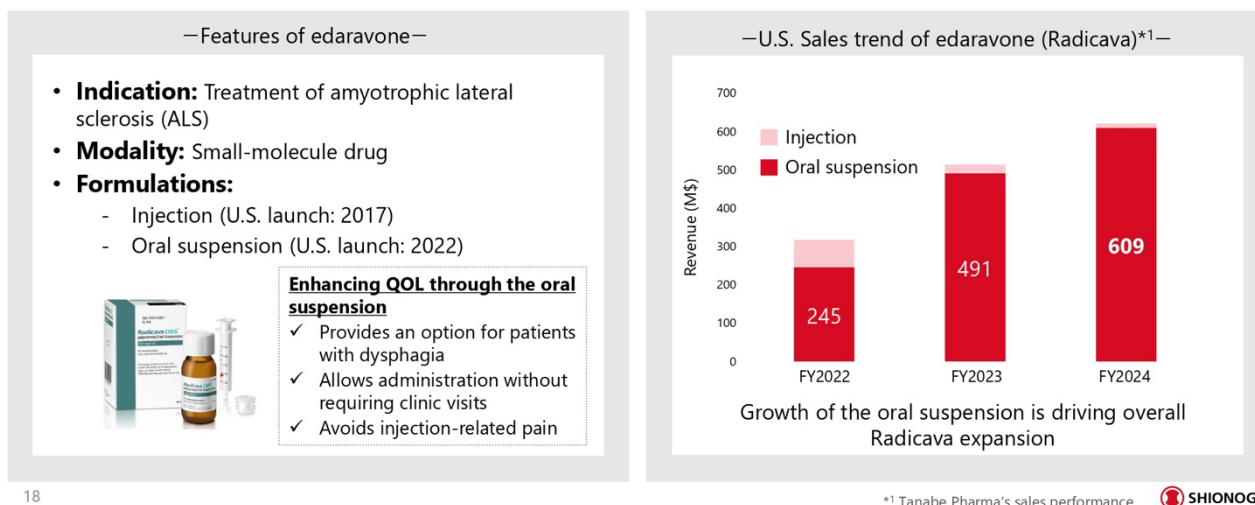 —Features of edaravone—
• Indication: Treatment of amyotrophic lateral
sclerosis (ALS)
• Modality: Small-molecule drug
• Formulations:
- Injection (U.S. launch: 2017)
- Oral suspension (U.S. launch: 2022)
Radicava ORS
Enhancing QOL through the oral
suspension
✓ Provides an option for patients
with dysphagia
✓ Allows administration without
requiring clinic visits
✓ Avoids injection-related pain
—U.S. Sales trend of edaravone (Radicava)*1—
Revenue (M$)
700
600
500
400
300
200
100
0
Injection
Oral suspension
245
491
609
FY2022
FY2023
FY2024
Growth of the oral suspension is driving overall
Radicava expansion
18
*1 Tanabe Pharma's sales performance
SHIONOG